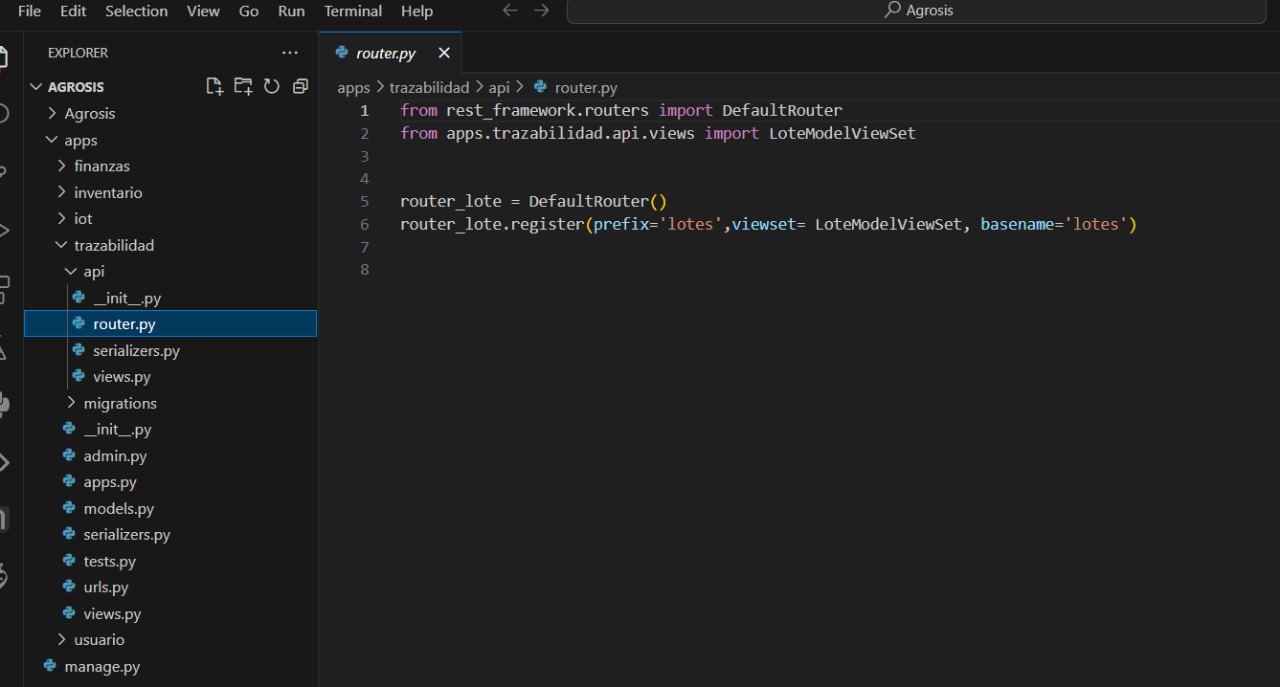 File Edit Selection View Go Run Terminal Help
Agrosis
EXPLORER
AGROSIS
Agrosis
apps
finanzas
inventario
iot
trazabilidad
api
__init__.py
router.py
serializers.py
views.py
migrations
__init__.py
admin.py
apps.py
models.py
serializers.py
tests.py
urls.py
views.py
usuario
manage.py
router.py
apps > trazabilidad > api > router.py
1 from rest_framework.routers import DefaultRouter
2 from apps.trazabilidad.api.views import LoteModelViewSet
3
4
5 router_lote = DefaultRouter()
6 router_lote.register(prefix='lotes',viewset= LoteModelViewSet, basename='lotes')
7
8